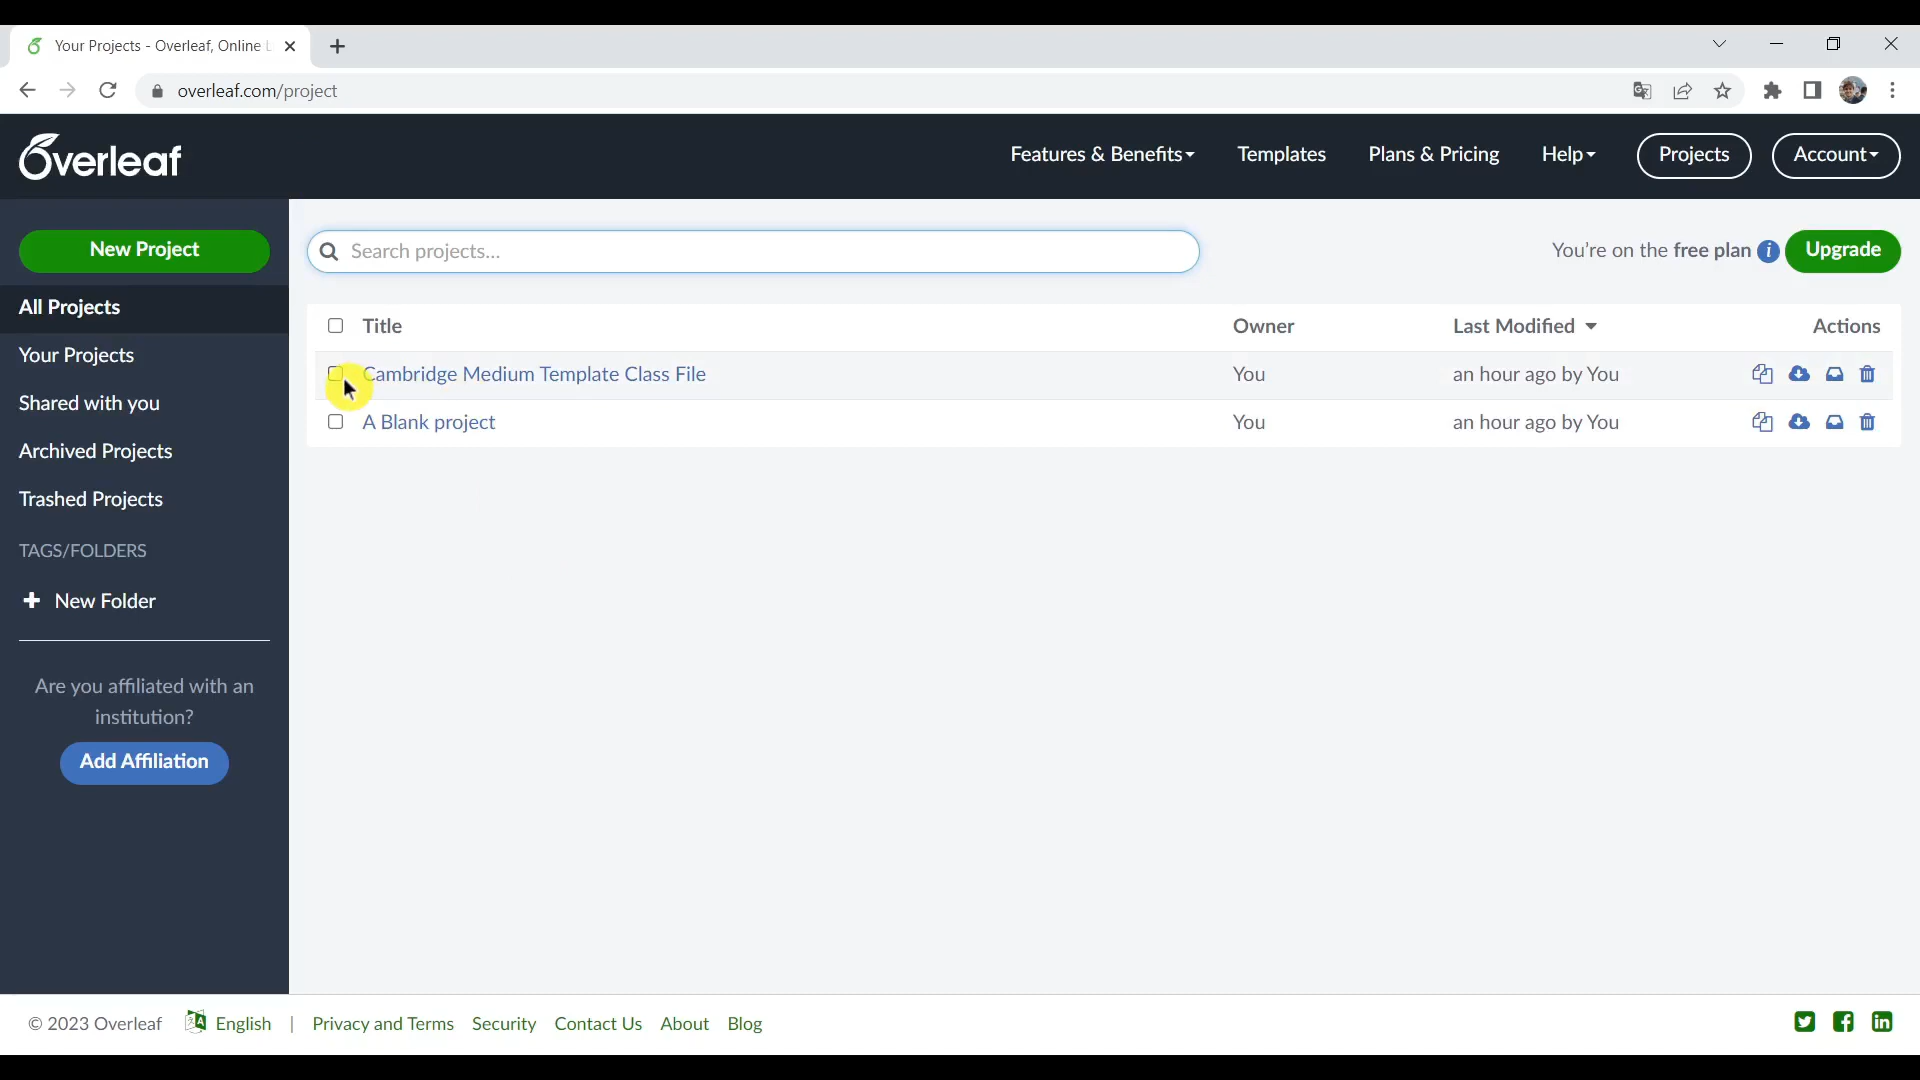 Your Projects - Overleaf, Online L
overleaf.com/project
Overleaf
Features & Benefits
Templates
Plans & Pricing
Help
Projects
Account
New Project
Search projects...
You're on the free plan i
Upgrade
All Projects
Your Projects
Shared with you
Archived Projects
Trashed Projects
TAGS/FOLDERS
New Folder
Are you affiliated with an
institution?
Add Affiliation
Title Owner Last Modified Actions
Cambridge Medium Template Class File You an hour ago by You
A Blank project You an hour ago by You
© 2023 Overleaf English | Privacy and Terms Security Contact Us About Blog